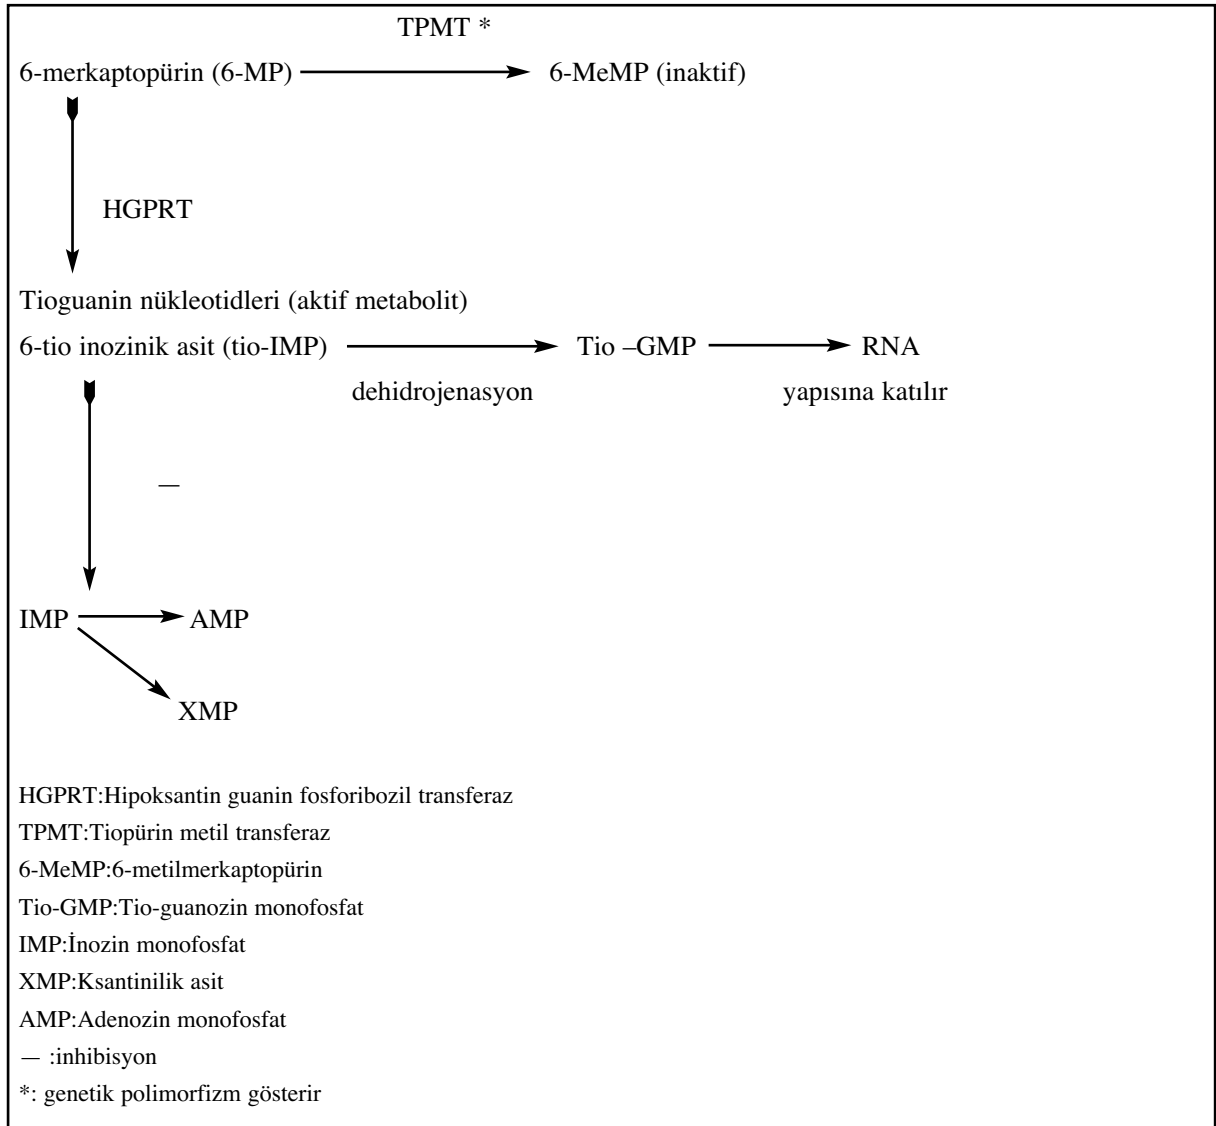 TPMT *
6-merkaptopürin (6-MP) 6-MeMP (inaktif)
HGPRT
Tioguanin nükleotidleri (aktif metabolit)
6-tio inozinik asit (tio-IMP) Tio –GMP RNA
dehidrojenasyon yapısına katılır
—
IMP AMP
XMP
HGPRT:Hipoksantin guanin fosforibozil transferaz
TPMT:Tiopürin metil transferaz
6-MeMP:6-metilmerkaptopürin
Tio-GMP:Tio-guanozin monofosfat
IMP:İnozin monofosfat
XMP:Ksantinilik asit
AMP:Adenozin monofosfat
— :inhibisyon
*: genetik polimorfizm gösterir